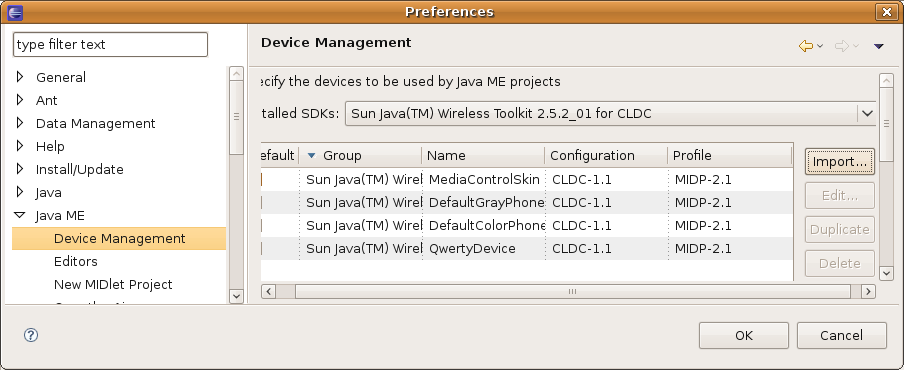 Preferences
type filter text
General
Ant
Data Management
Help
Install/Update
Java
Java ME
Device Management
Editors
New MIDlet Project
Device Management
ecify the devices to be used by Java ME projects
talled SDKs: Sun Java(TM) Wireless Toolkit 2.5.2_01 for CLDC
efault Group Name Configuration Profile
Sun Java(TM) Wirel MediaControlSkin CLDC-1.1 MIDP-2.1
Sun Java(TM) Wirel DefaultGrayPhone CLDC-1.1 MIDP-2.1
Sun Java(TM) Wirel DefaultColorPhone CLDC-1.1 MIDP-2.1
Sun Java(TM) Wirel QwertyDevice CLDC-1.1 MIDP-2.1
Import...
Edit...
Duplicate
Delete
?
OK Cancel